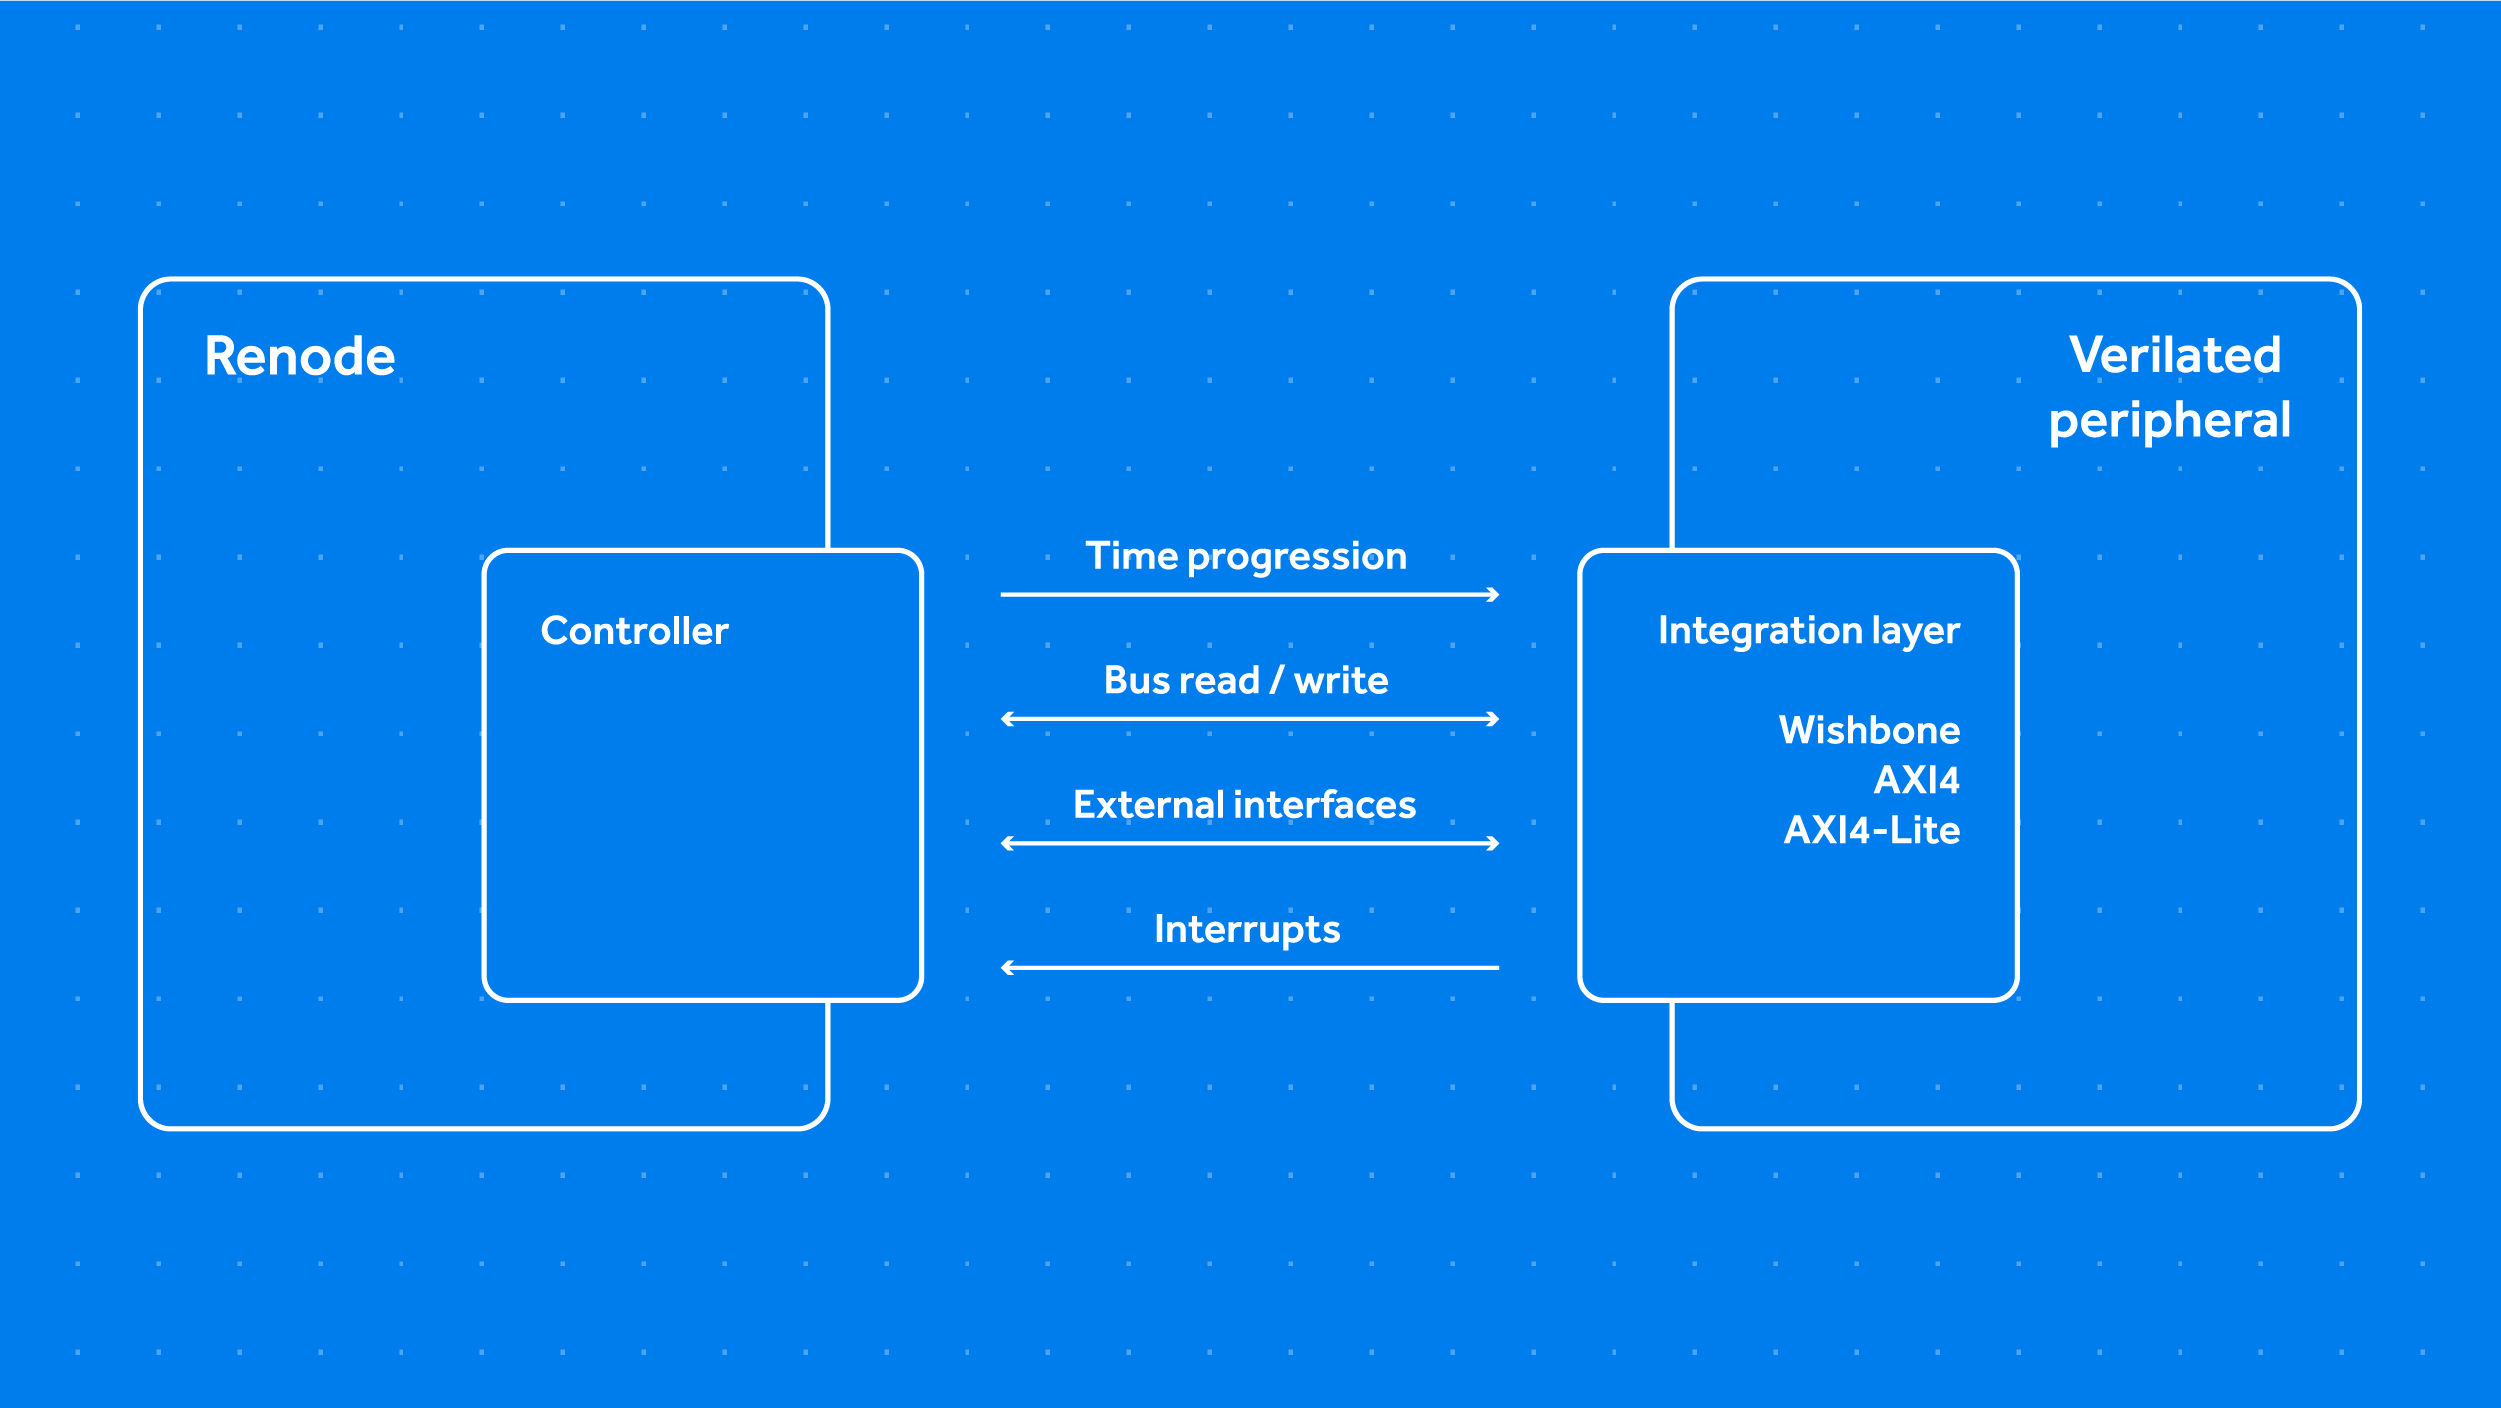 Renode
Controller
Time progression
Bus read / write
External interfaces
Interrupts
Verilated
peripheral
Integration layer
Wishbone
AXI4
AXI4-Lite